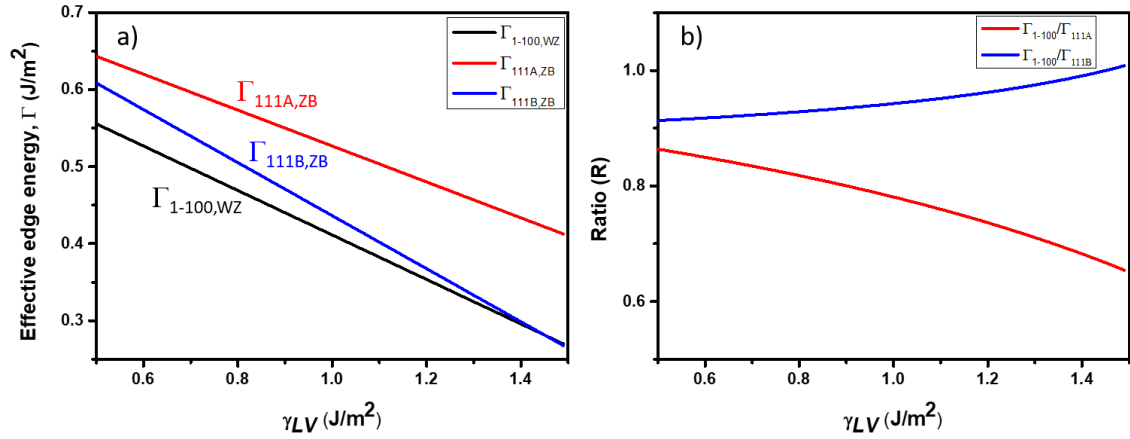 a)
Γ1-100,WZ
Γ111A,ZB
Γ111B,ZB
Γ111A,ZB
Γ111B,ZB
Γ1-100,WZ
Effective edge energy, Γ (J/m²)
0.7
0.6
0.5
0.4
0.3
0.6
0.8
1.0
1.2
1.4
γLV (J/m²)
b)
Γ1-100/Γ111A
Γ1-100/Γ111B
Ratio (R)
1.0
0.8
0.6
0.6
0.8
1.0
1.2
1.4
γLV (J/m²)